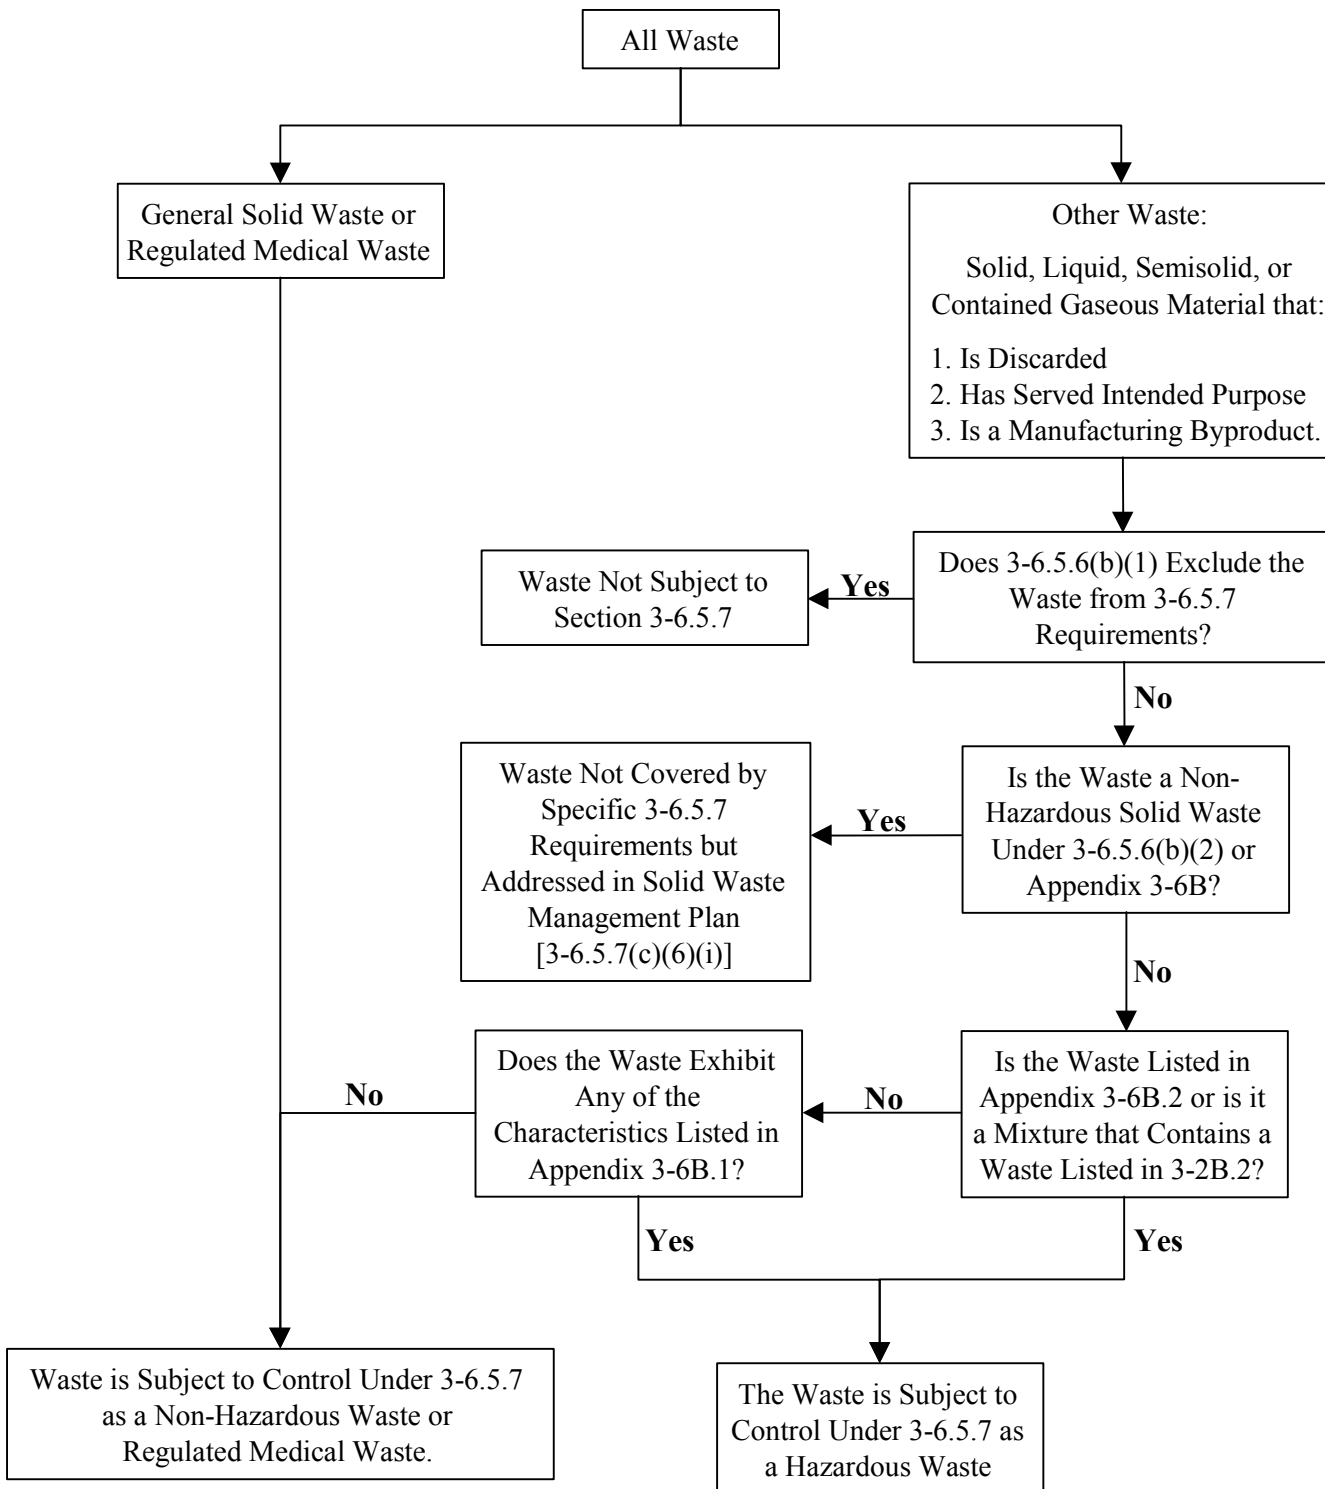 All Waste
General Solid Waste or
Regulated Medical Waste
Other Waste:
Solid, Liquid, Semisolid, or
Contained Gaseous Material that:
1. Is Discarded
2. Has Served Intended Purpose
3. Is a Manufacturing Byproduct.
Does 3-6.5.6(b)(1) Exclude the
Waste from 3-6.5.7
Requirements?
Yes
Waste Not Subject to
Section 3-6.5.7
No
Is the Waste a Non-
Hazardous Solid Waste
Under 3-6.5.6(b)(2) or
Appendix 3-6B?
Yes
Waste Not Covered by
Specific 3-6.5.7
Requirements but
Addressed in Solid Waste
Management Plan
[3-6.5.7(c)(6)(i)]
No
Is the Waste Listed in
Appendix 3-6B.2 or is it
a Mixture that Contains a
Waste Listed in 3-2B.2?
No
Does the Waste Exhibit
Any of the
Characteristics Listed in
Appendix 3-6B.1?
No
Yes
Yes
Waste is Subject to Control Under 3-6.5.7
as a Non-Hazardous Waste or
Regulated Medical Waste.
The Waste is Subject to
Control Under 3-6.5.7 as
a Hazardous Waste